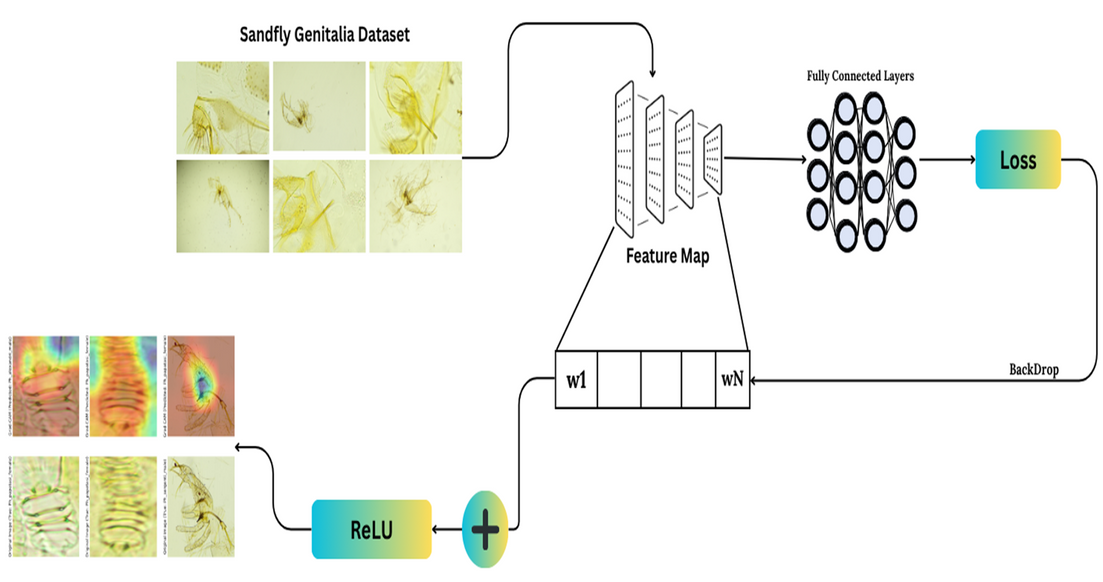 Sandfly Genitalia Dataset
Fully Connected Layers
Loss
Feature Map
BackDrop
w1
wN
ReLU
+